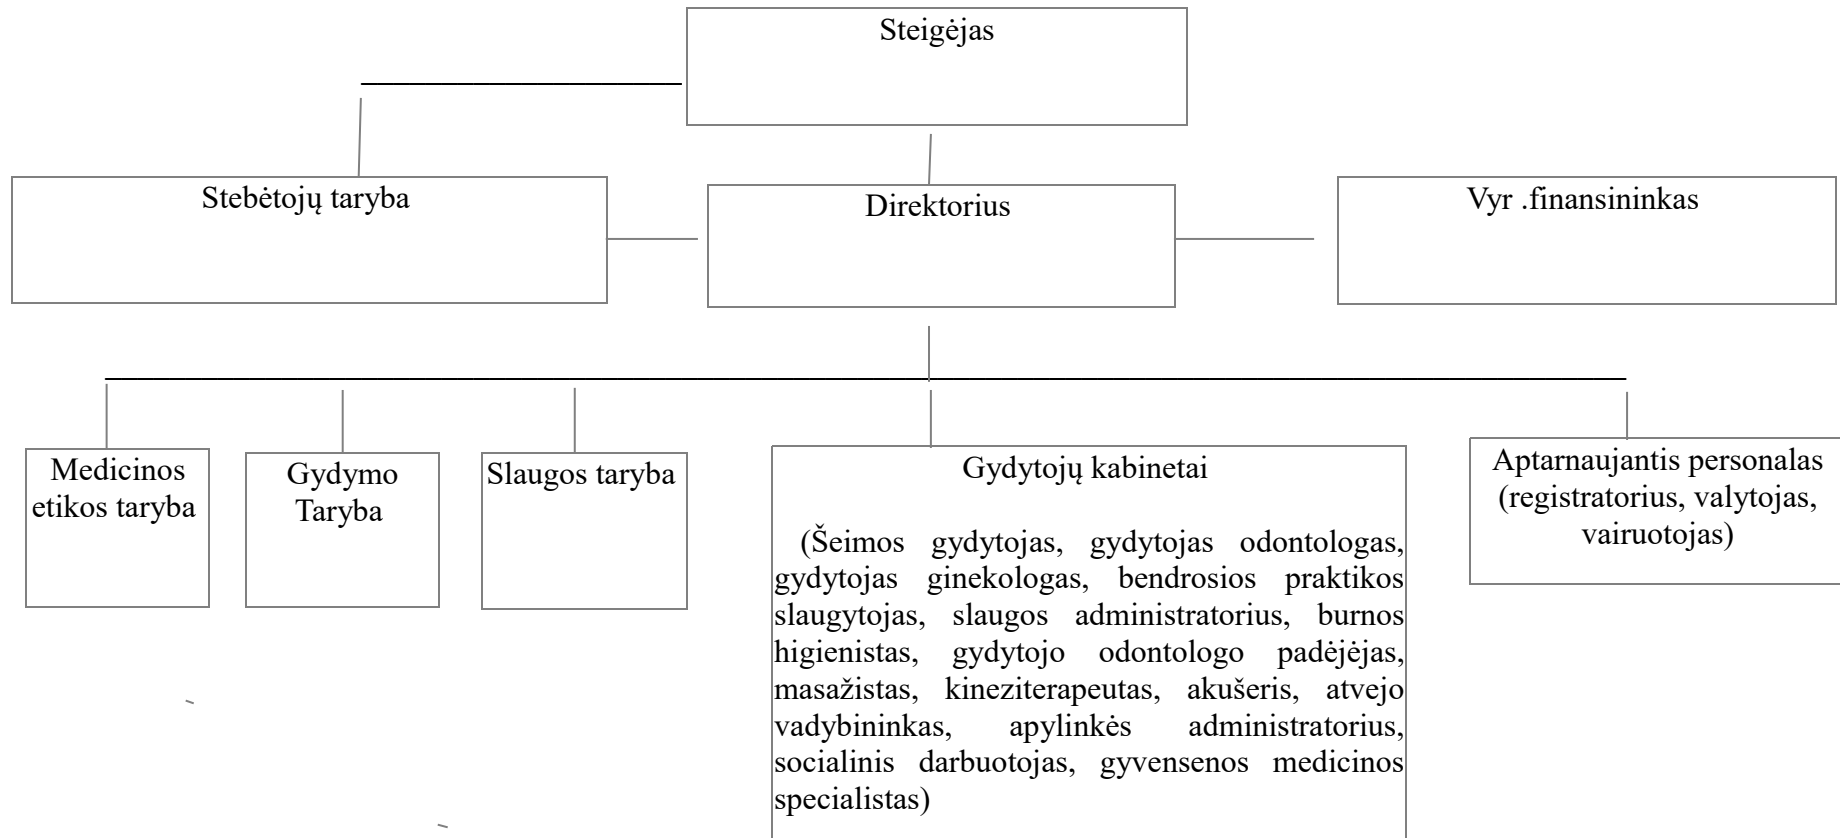 Steigėjas
Stebėtojų taryba
Direktorius
Vyr .finansininkas
Medicinos
etikos taryba
Gydymo
Taryba
Slaugos taryba
Gydytojų kabinetai
(Šeimos gydytojas, gydytojas odontologas,
gydytojas ginekologas, bendrosios praktikos
slaugytojas, slaugos administratorius, burnos
higienistas, gydytojo odontologo padėjėjas,
masažistas, kineziterapeutas, akušeris, atvejo
vadybininkas, apylinkės administratorius,
socialinis darbuotojas, gyvensenos medicinos
specialistas)
Aptarnaujantis personalas
(registratorius, valytojas,
vairuotojas)